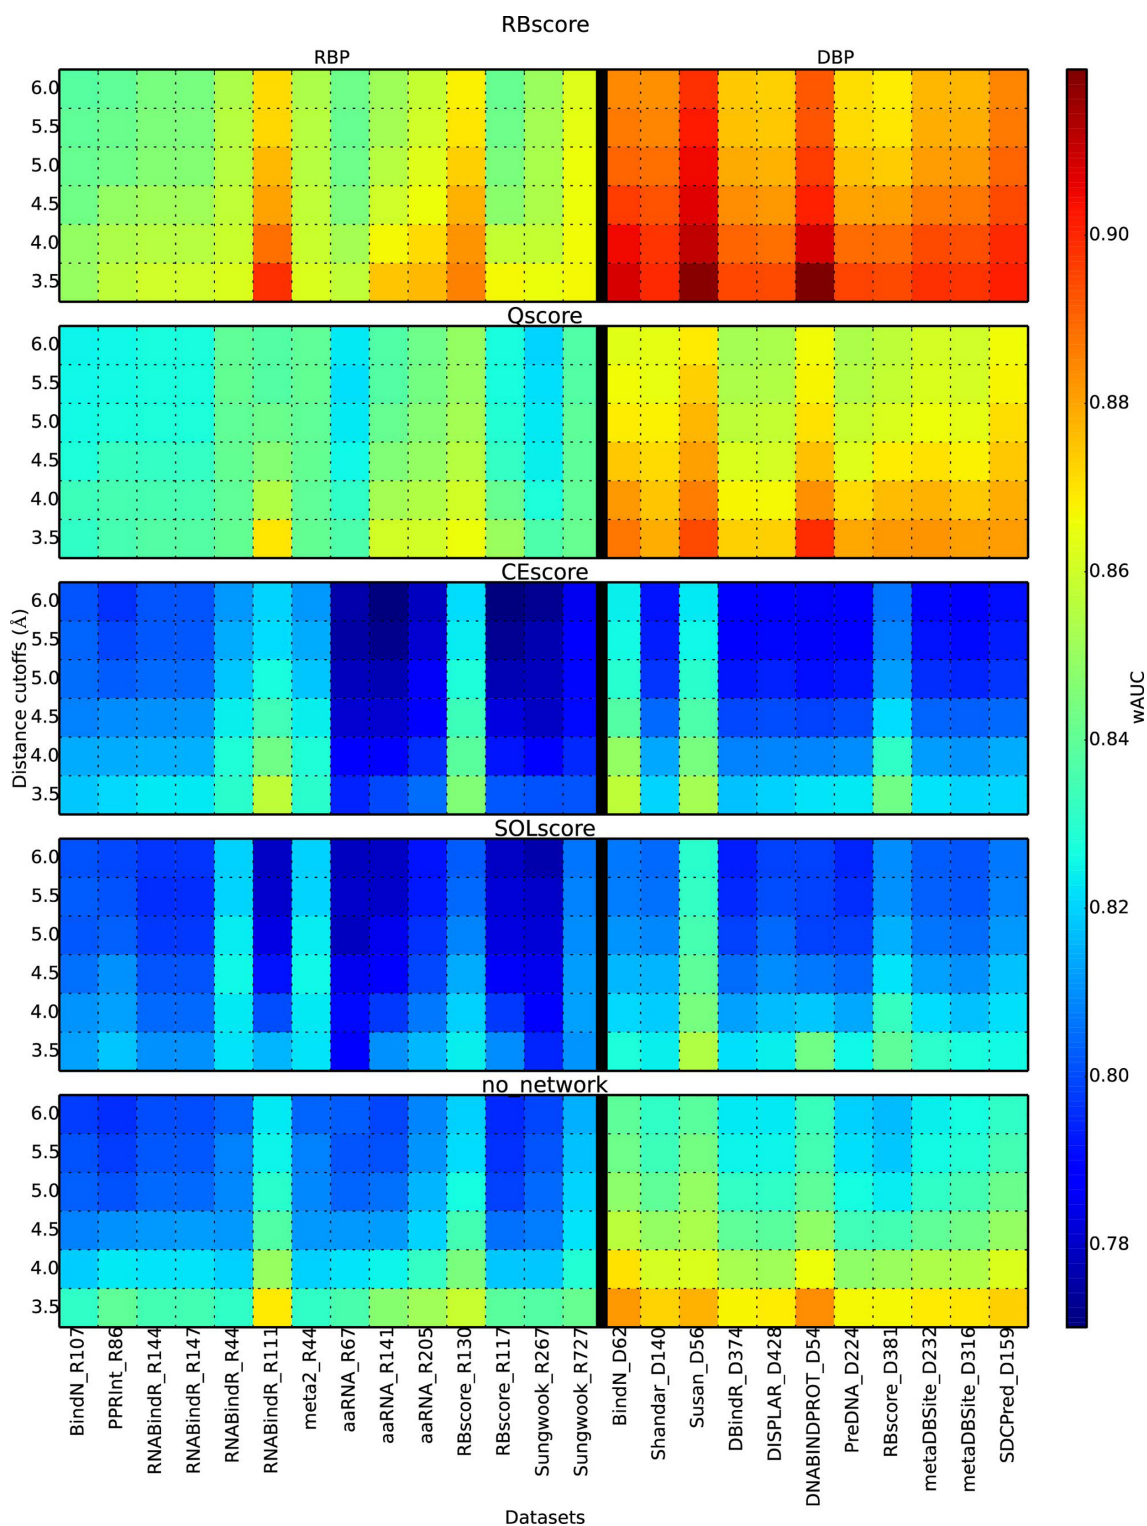 RBscore
RBP DBP
6.0
5.5
5.0
4.5
4.0
3.5
Qscore
6.0
5.5
5.0
4.5
4.0
3.5
CEscore
6.0
5.5
5.0
4.5
4.0
3.5
SOLscore
6.0
5.5
5.0
4.5
4.0
3.5
no_network
6.0
5.5
5.0
4.5
4.0
3.5
Distance cutoffs (Å)
BindN_R107
PPRInt_R86
RNABindR_R144
RNABindR_R147
RNABindR_R44
RNABindR_R111
meta2_R44
aaRNA_R67
aaRNA_R141
aaRNA_R205
RBscore_R130
RBscore_R117
Sungwook_R267
Sungwook_R727
BindN_D62
Shandar_D140
Susan_D56
DBindR_D374
DISPLAR_D428
DNABINDPROT_D54
PreDNA_D224
RBscore_D381
metaDBSite_D232
metaDBSite_D316
SDCPred_D159
Datasets
0.90
0.88
0.86
0.84
0.82
0.80
0.78
wAUC